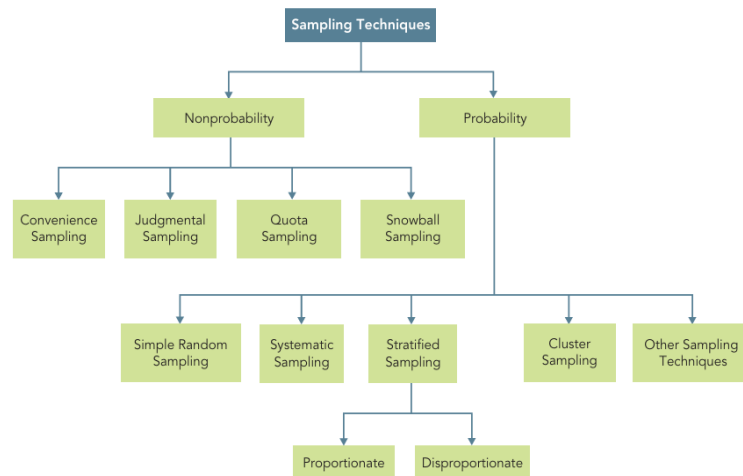 Sampling Techniques
Nonprobability
Probability
Convenience
Sampling
Judgmental
Sampling
Quota
Sampling
Snowball
Sampling
Simple Random
Sampling
Systematic
Sampling
Stratified
Sampling
Cluster
Sampling
Other Sampling
Techniques
Proportionate
Disproportionate